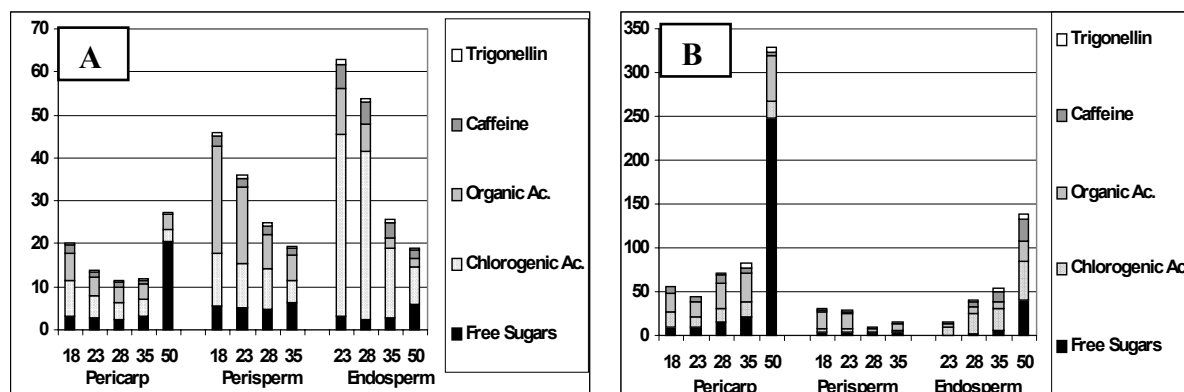 A
70
60
50
40
30
20
10
0
18 23 28 35 50 18 23 28 35 23 28 35 50
Pericarp Perisperm Endosperm
Trigonellin
Caffeine
Organic Ac.
Chlorogenic Ac.
Free Sugars
B
350
300
250
200
150
100
50
0
18 23 28 35 50 18 23 28 35 23 28 35 50
Pericarp Perisperm Endosperm
Trigonellin
Caffeine
Organic Ac.
Chlorogenic Ac
Free Sugars